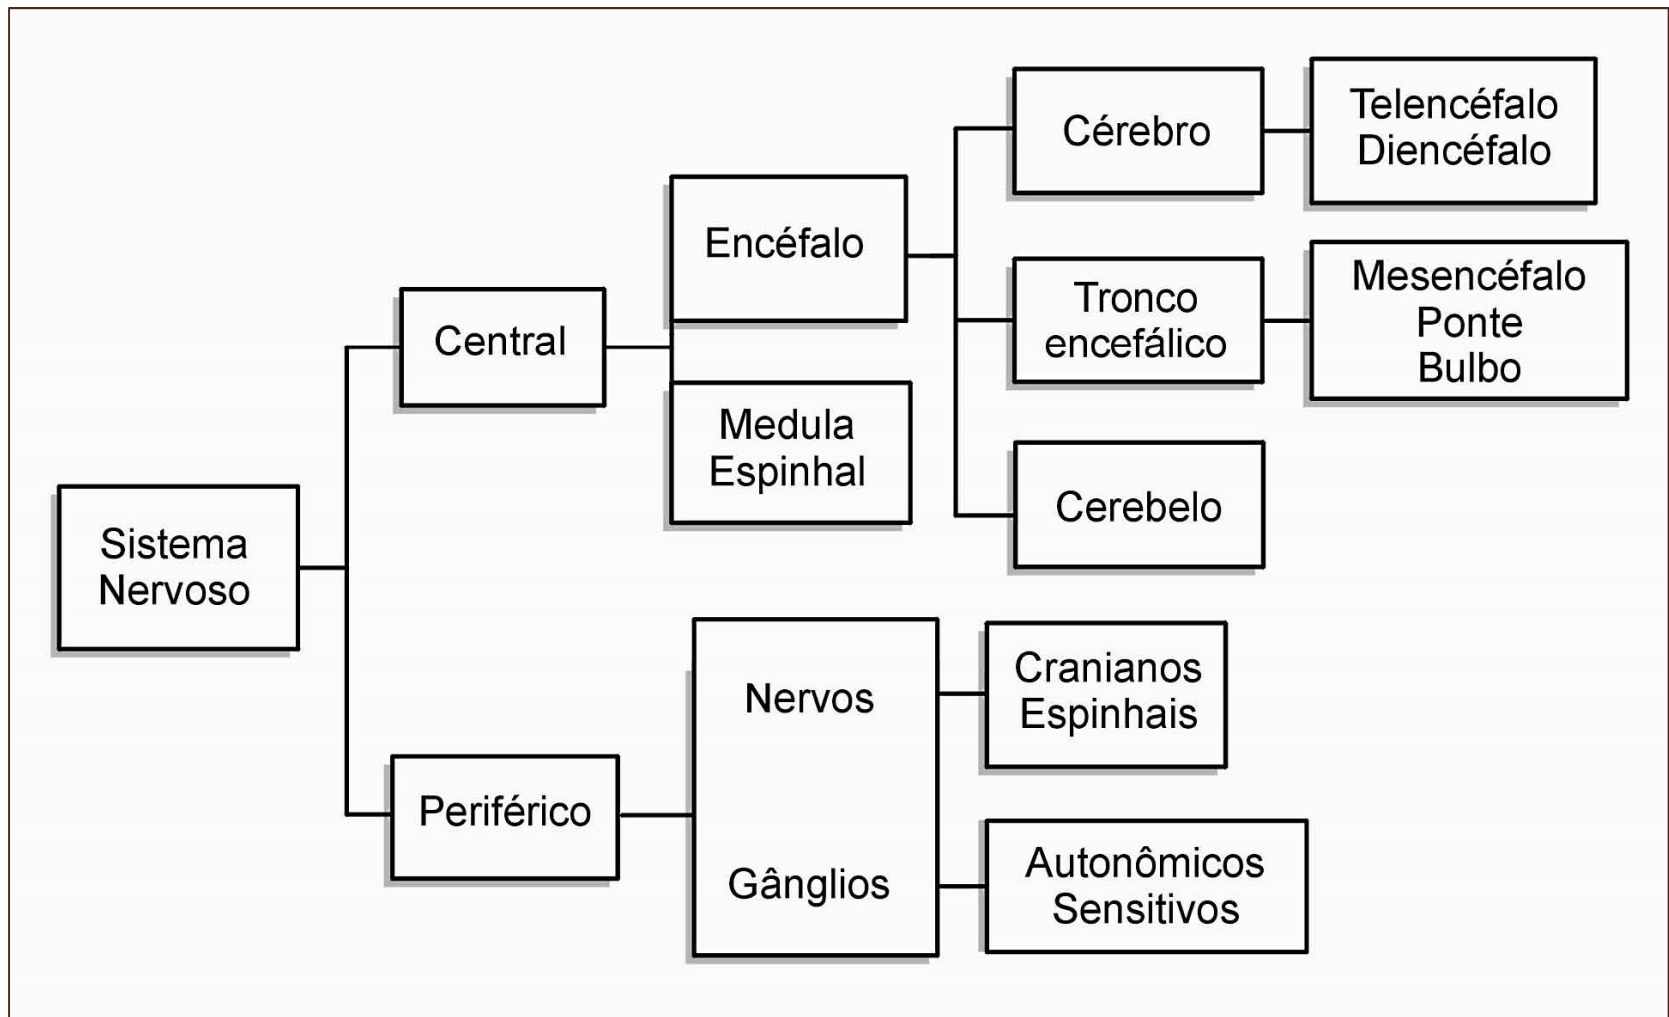 Sistema
Nervoso
Central
Encéfalo
Medula
Espinhal
Cérebro
Telencéfalo
Diencéfalo
Tronco
encefálico
Mesencéfalo
Ponte
Bulbo
Cerebelo
Periférico
Nervos
Cranianos
Espinhais
Gânglios
Autonômicos
Sensitivos